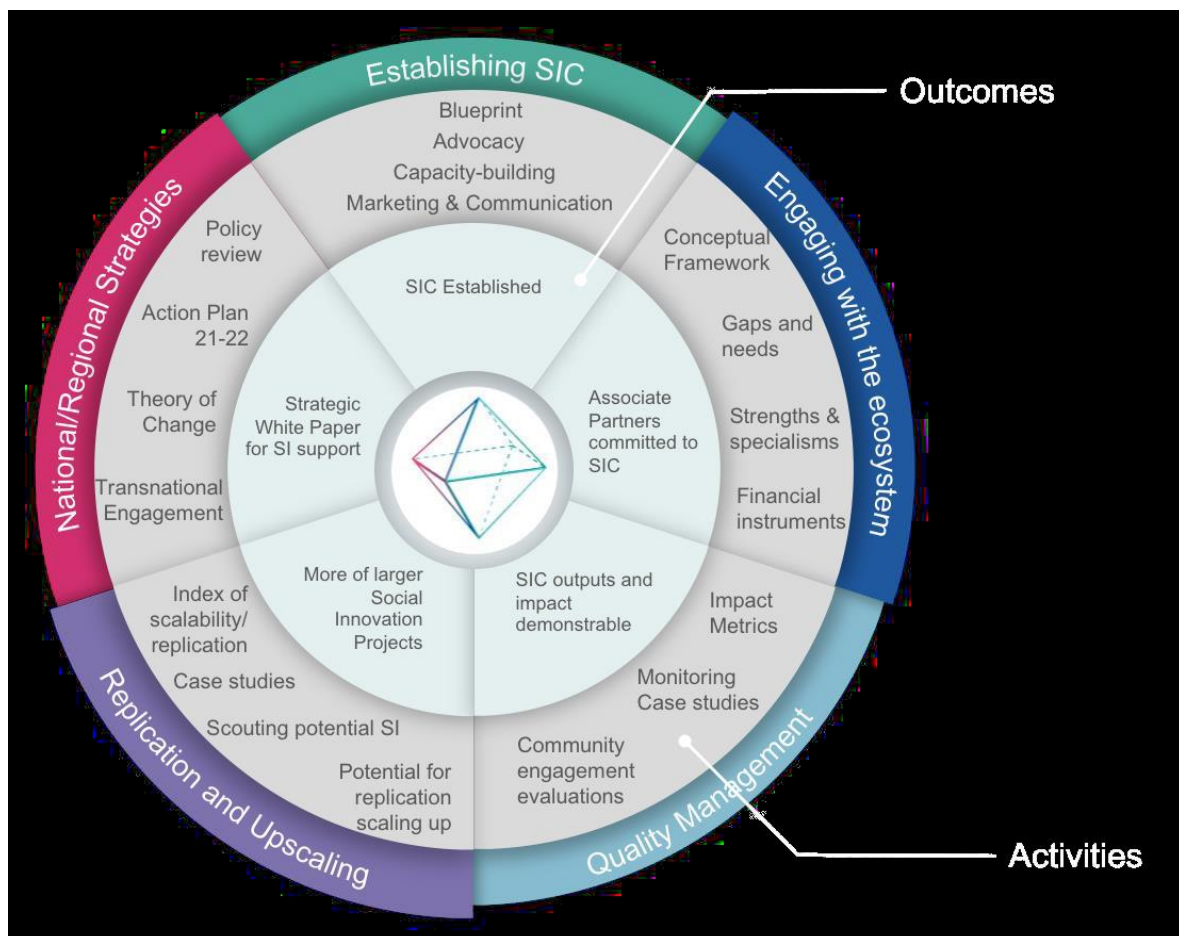 Establishing SIC
Blueprint
Advocacy
Capacity-building
Marketing & Communication
SIC Established
Outcomes
Engaging with the ecosystem
Conceptual
Framework
Gaps and
needs
Strengths &
specialisms
Financial
instruments
Associate
Partners
committed to
SIC
Quality Management
Impact
Metrics
Monitoring
Case studies
Community
engagement
evaluations
SIC outputs and
impact
demonstrable
Activities
Replication and Upscaling
Index of
scalability/
replication
Case studies
Scouting potential SI
Potential for
replication
scaling up
More of larger
Social
Innovation
Projects
National/Regional Strategies
Policy
review
Action Plan
21-22
Theory of
Change
Transnational
Engagement
Strategic
White Paper
for SI support